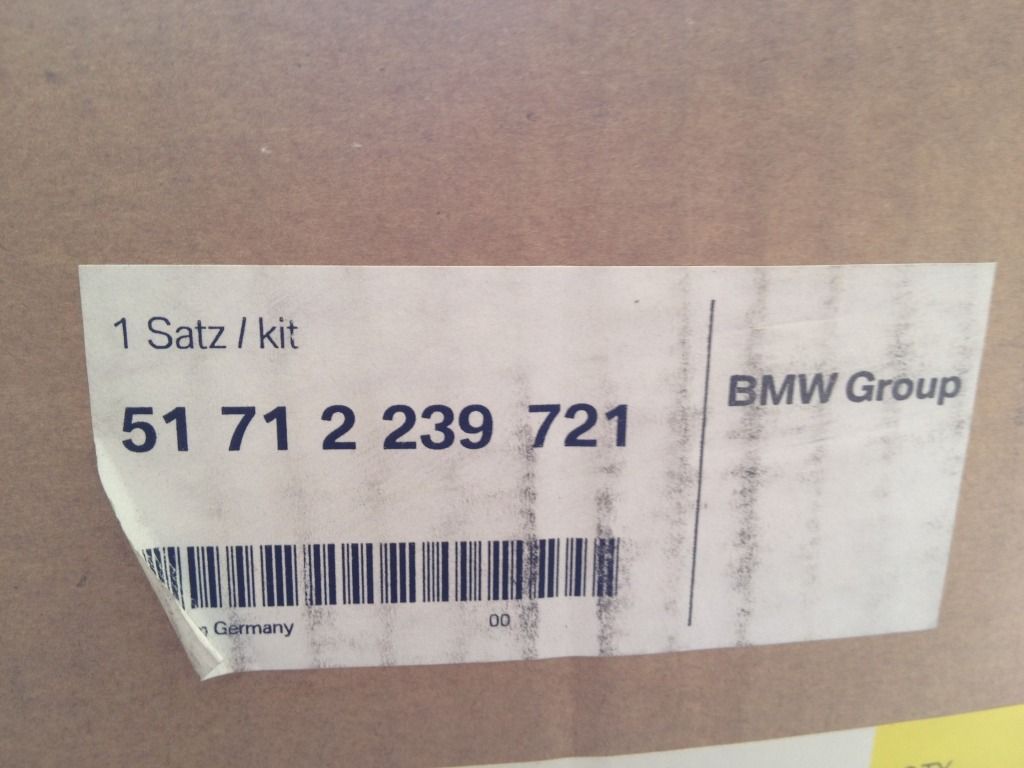 1 Satz / kit
51 71 2 239 721
BMW Group
Germany
00